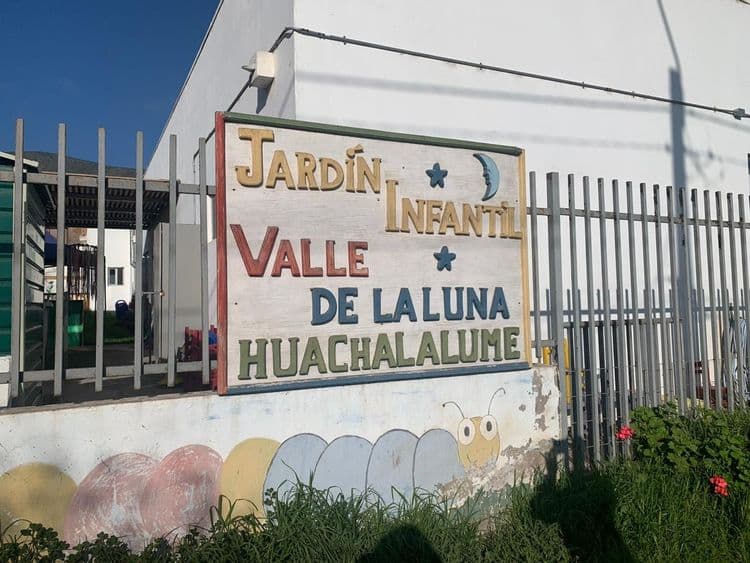 Jardín
Infantil
Valle
de la Luna
Huachalalume